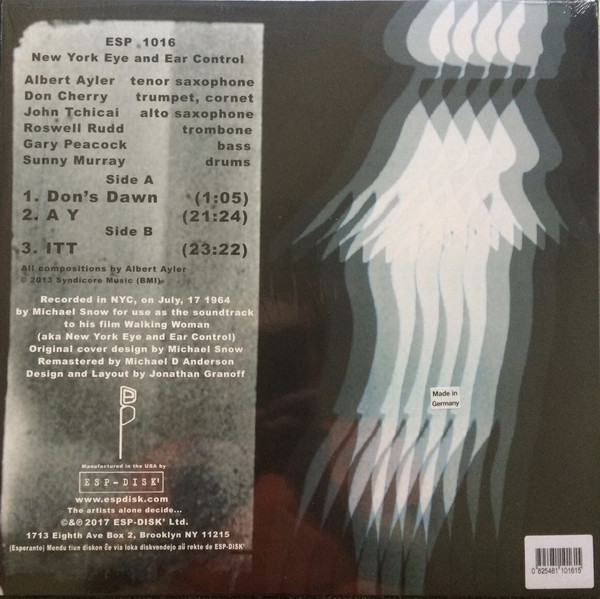 ESP 1016
New York Eye and Ear Control
Albert Ayler tenor saxophone
Don Cherry trumpet, cornet
John Tchicai alto saxophone
Roswell Rudd trombone
Gary Peacock bass
Sunny Murray drums
Side A
1. Don's Dawn (1:05)
2. A Y (21:24)
Side B
3. ITT (23:22)
All compositions by Albert Ayler
© 2013 Syndicore Music (BMI)
Recorded in NYC, on July, 17 1964
by Michael Snow for use as the soundtrack
to his film Walking Woman
(aka New York Eye and Ear Control)
Original cover design by Michael Snow
Remastered by Michael D Anderson
Design and Layout by Jonathan Granoff
Manufactured in the USA by
ESP-DISK'
www.espdisk.com
The artists alone decide...
©&℗ 2017 ESP-DISK' Ltd.
1713 Eighth Ave Box 2, Brooklyn NY 11215
(Esperanto) Mendu tiun diskon ĉe via loka diskvendejo aŭ rekte de ESP-DISK'
Made in
Germany
0 825481 101615